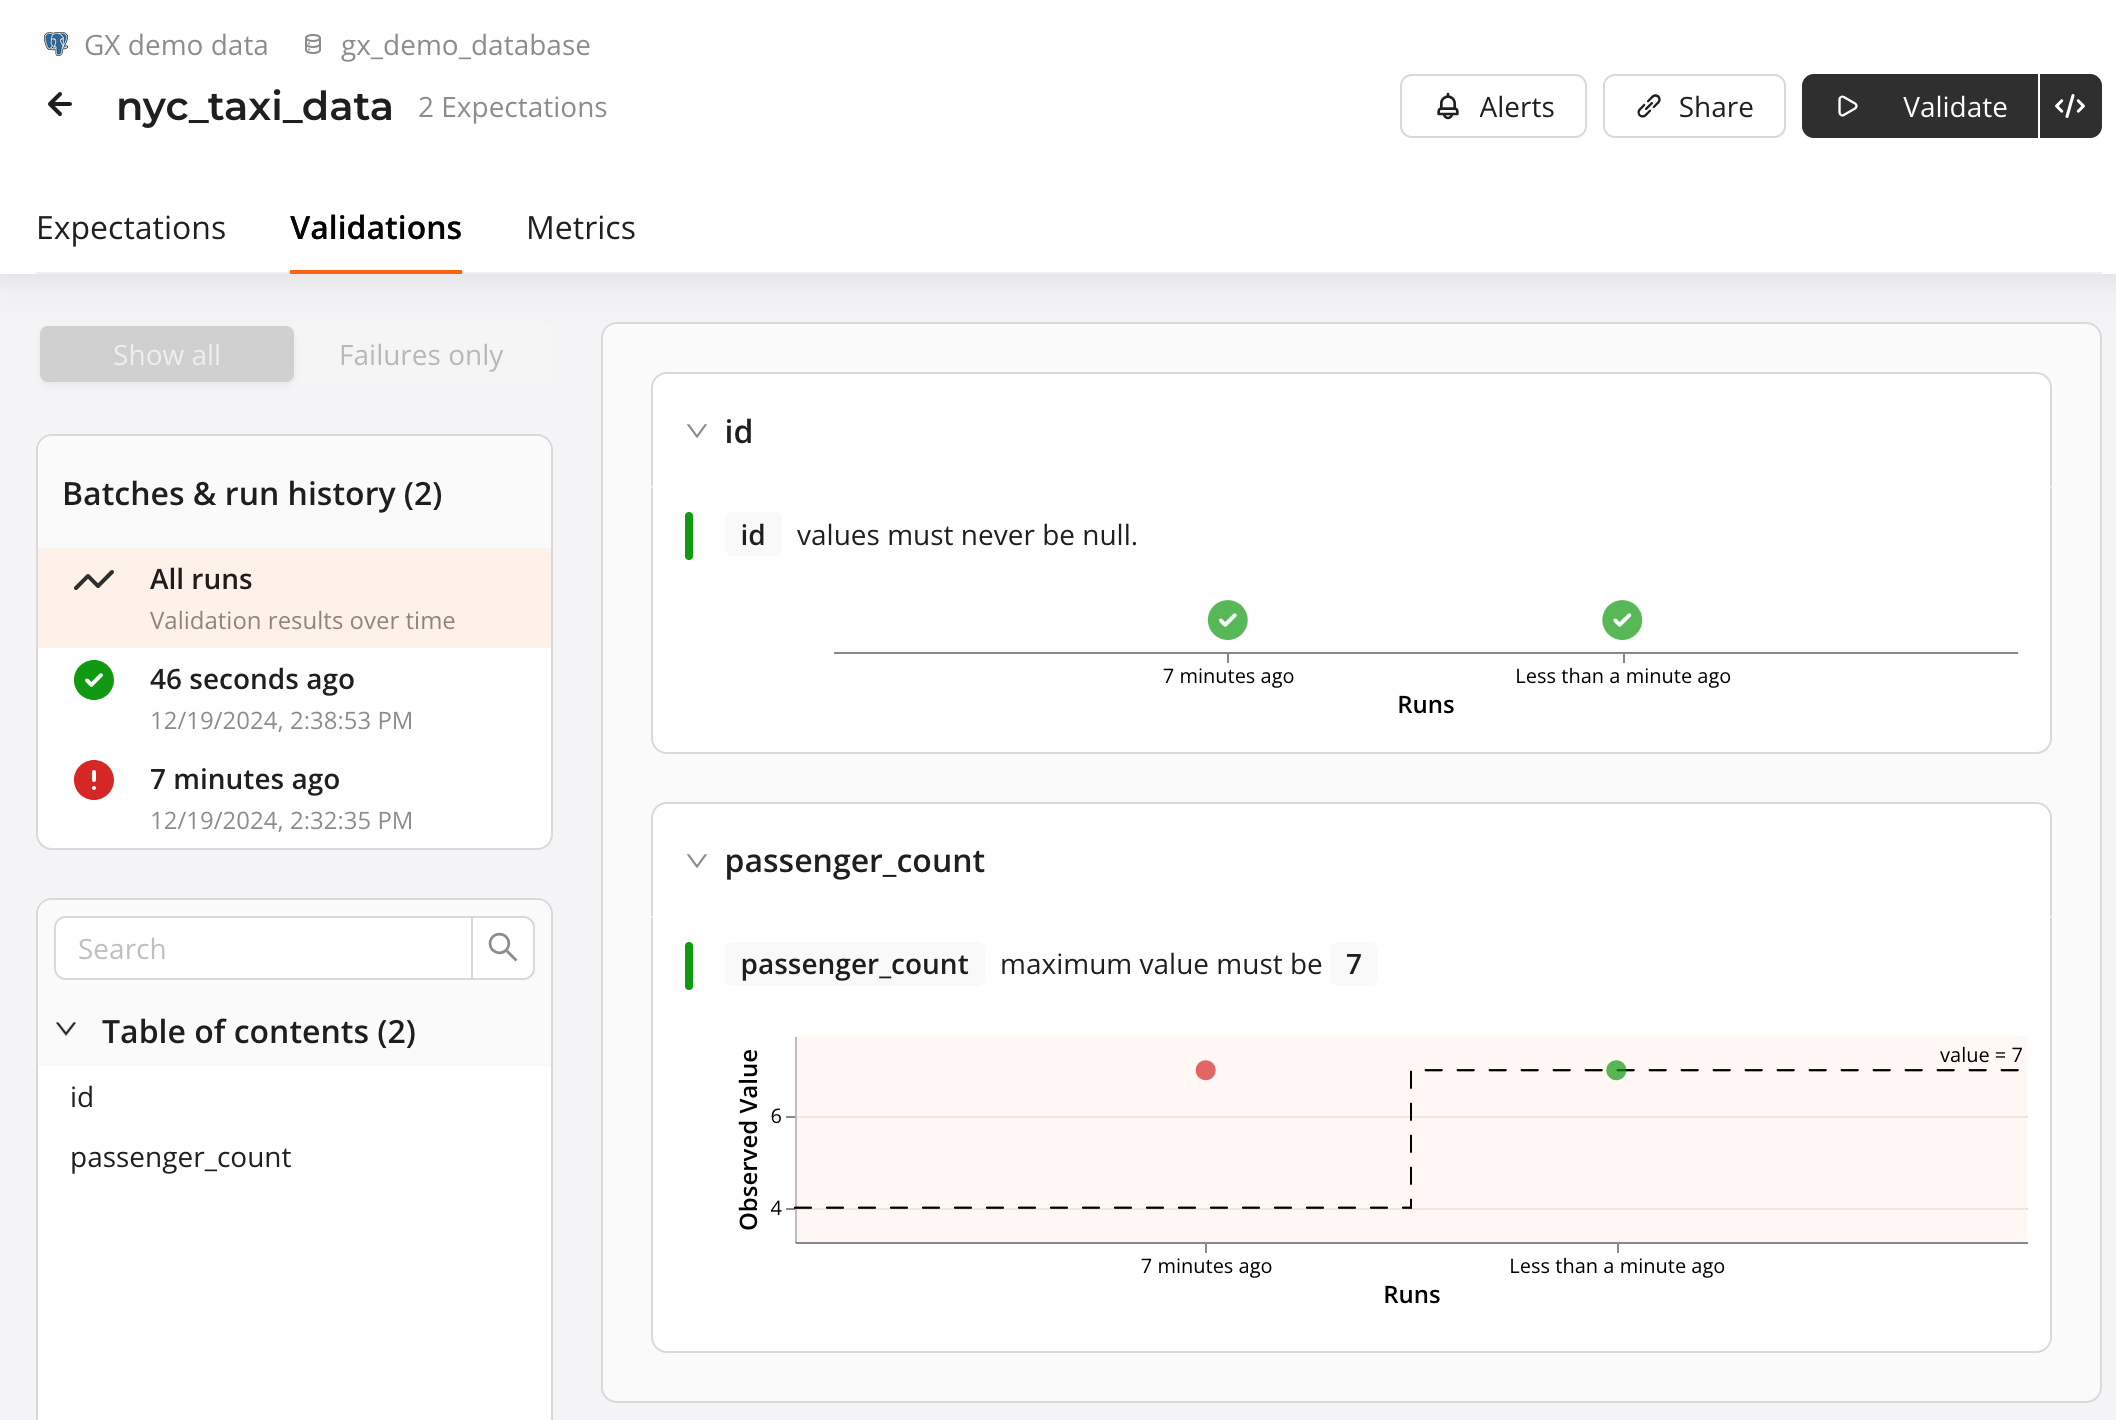 GX demo data gx_demo_database
nyc_taxi_data 2 Expectations
Alerts Share Validate </>
Expectations Validations Metrics
Show all Failures only
Batches & run history (2)
All runs
Validation results over time
46 seconds ago
12/19/2024, 2:38:53 PM
7 minutes ago
12/19/2024, 2:32:35 PM
Search
Table of contents (2)
id
passenger_count
id
id values must never be null.
7 minutes ago Less than a minute ago
Runs
passenger_count
passenger_count maximum value must be 7
value = 7
Observed Value
6
4
7 minutes ago Less than a minute ago
Runs